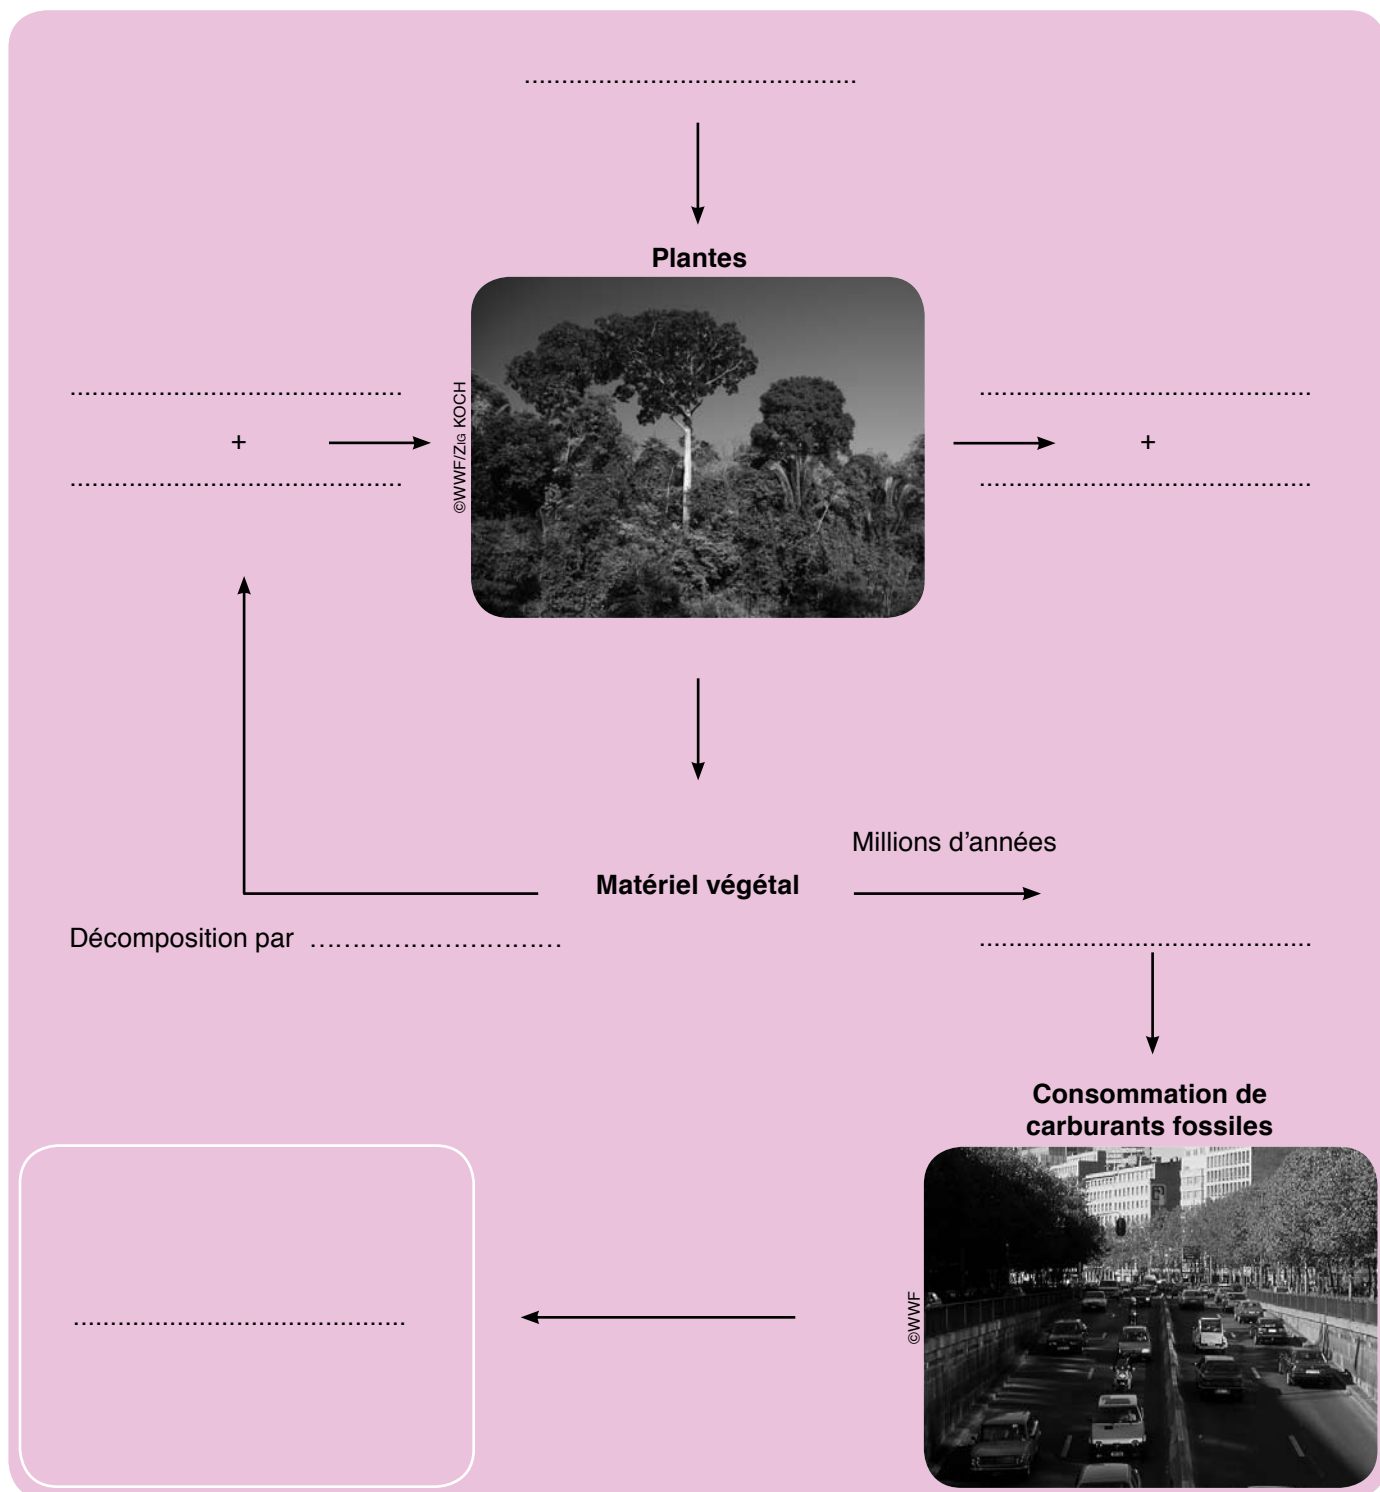 ............................................
Plantes
©WWF/Zig KOCH
............................................
+
............................................
............................................
+
............................................
Millions d'années
Matériel végétal
Décomposition par ..............................
............................................
Consommation de
carburants fossiles
©WWF
............................................